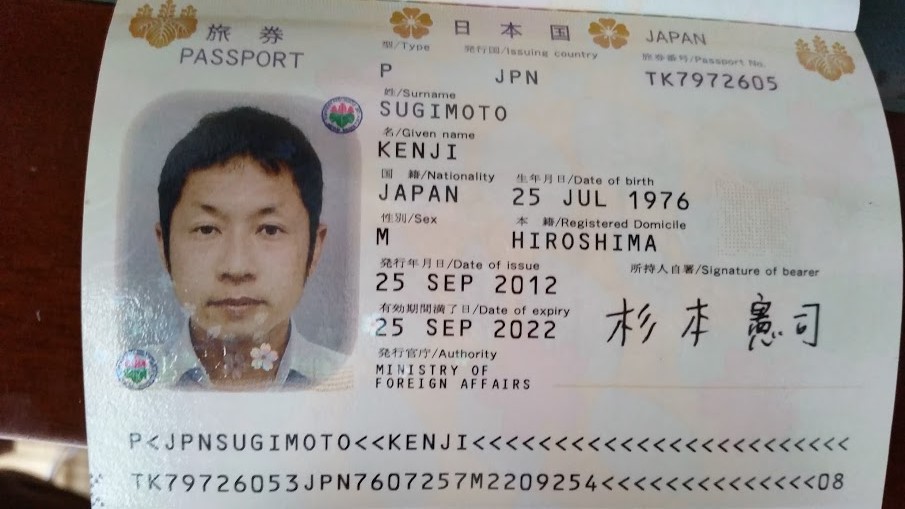 旅券 日本国 JAPAN
PASSPORT
型/Type 発行国/Issuing country 旅券番号/Passport No.
P JPN TK7972605
姓/Surname
SUGIMOTO
名/Given name
KENJI
国籍/Nationality 生年月日/Date of birth
JAPAN 25 JUL 1976
性別/Sex 本籍/Registered Domicile
M HIROSHIMA
発行年月日/Date of issue 所持人自署/Signature of bearer
25 SEP 2012
有効期間満了日/Date of expiry
25 SEP 2022 杉本憲司
発行官庁/Authority
MINISTRY OF
FOREIGN AFFAIRS
P<JPNSUGIMOTO<<KENJI<<<<<<<<<<<<<<<<<<<<<<<<
TK79726053JPN7607257M2209254<<<<<<<<<<<<<<08